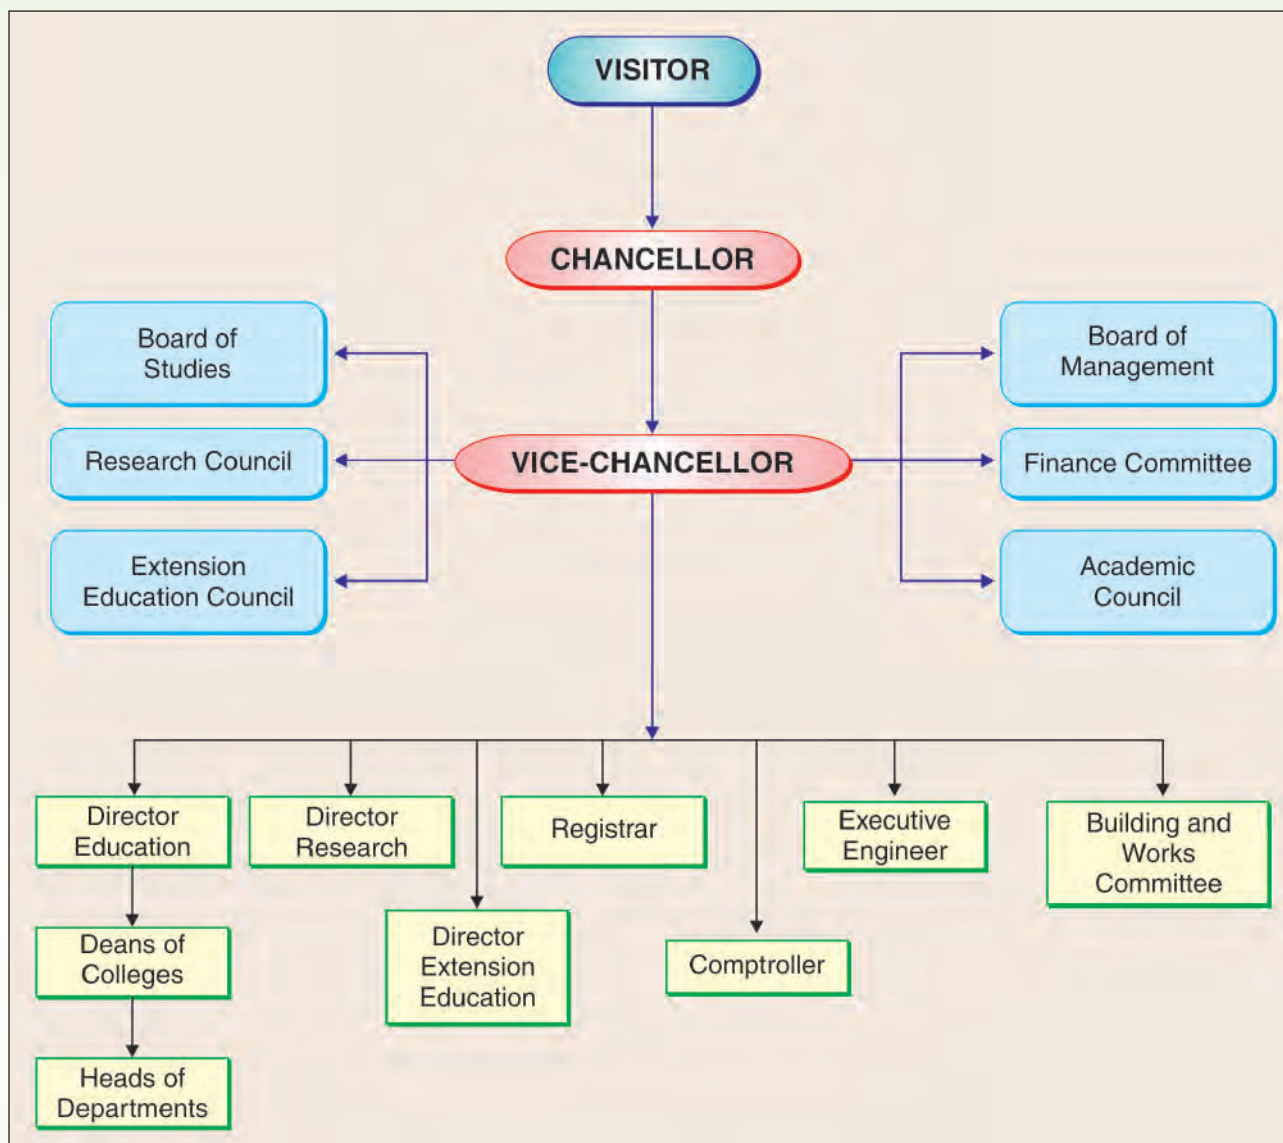 VISITOR
CHANCELLOR
Board of
Studies
Board of
Management
Research Council
VICE-CHANCELLOR
Finance Committee
Extension
Education Council
Academic
Council
Director
Education
Director
Research
Registrar
Executive
Engineer
Building and
Works
Committee
Deans of
Colleges
Director
Extension
Education
Comptroller
Heads of
Departments